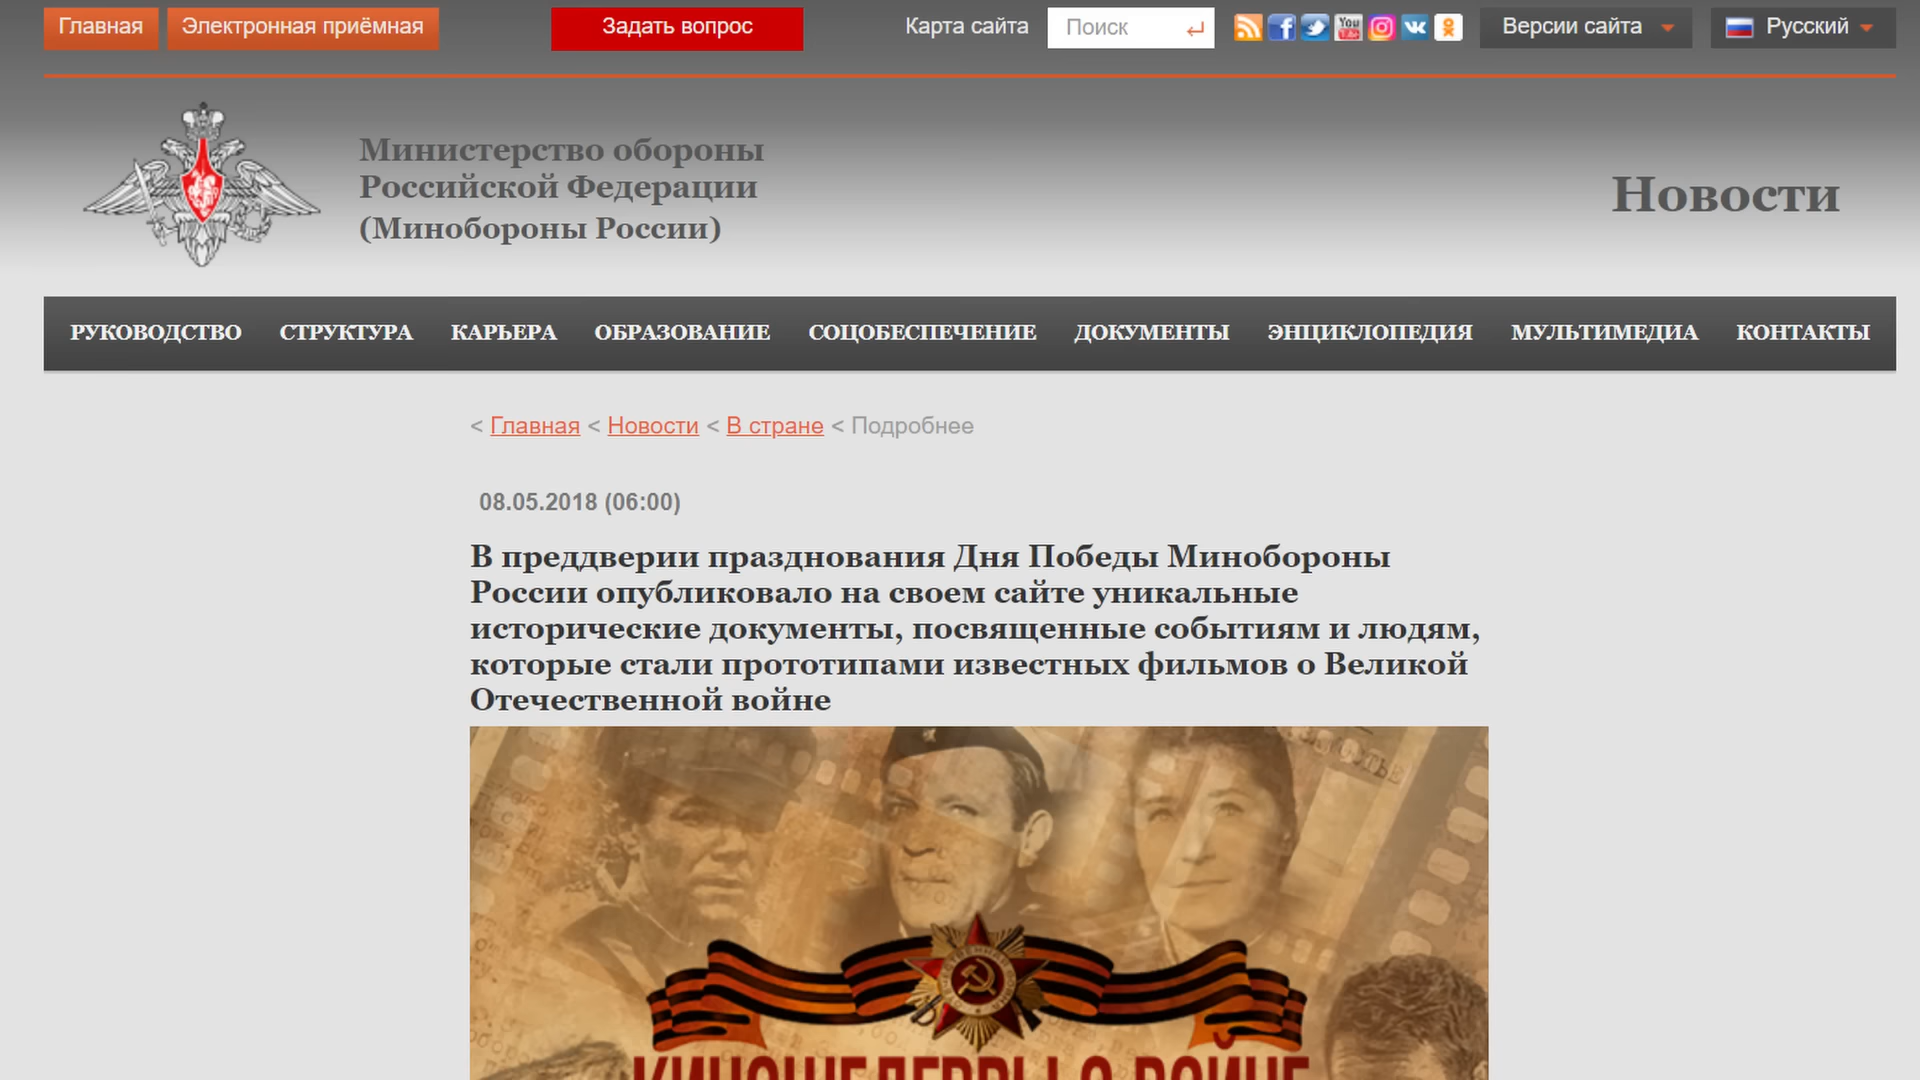 Главная
Электронная приёмная
Задать вопрос
Карта сайта
Поиск
Версии сайта
Русский
Министерство обороны
Российской Федерации
(Минобороны России)
Новости
РУКОВОДСТВО СТРУКТУРА КАРЬЕРА ОБРАЗОВАНИЕ СОЦОБЕСПЕЧЕНИЕ ДОКУМЕНТЫ ЭНЦИКЛОПЕДИЯ МУЛЬТИМЕДИА КОНТАКТЫ
< Главная < Новости < В стране < Подробнее
08.05.2018 (06:00)
В преддверии празднования Дня Победы Минобороны
России опубликовало на своем сайте уникальные
исторические документы, посвященные событиям и людям,
которые стали прототипами известных фильмов о Великой
Отечественной войне
КИНОШЕДЕВРЫ О ВОЙНЕ